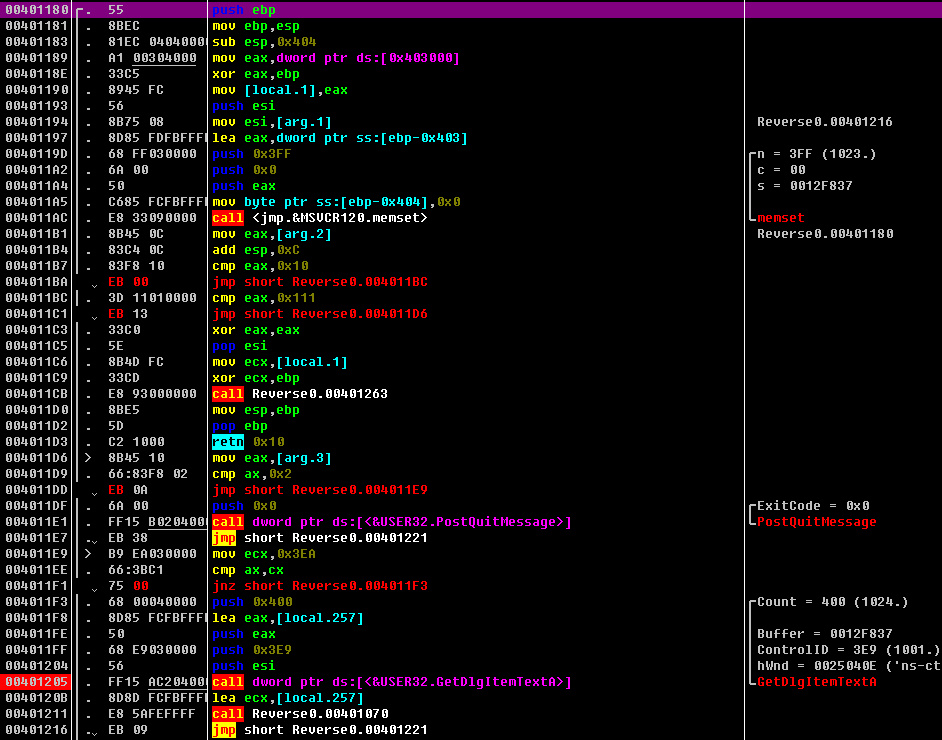 00401180 . 55 push ebp
00401181 . 8BEC mov ebp,esp
00401183 . 81EC 04040000 sub esp,0x404
00401189 . A1 00304000 mov eax,dword ptr ds:[0x403000]
0040118E . 33C5 xor eax,ebp
00401190 . 8945 FC mov [local.1],eax
00401193 . 56 push esi
00401194 . 8B75 08 mov esi,[arg.1] Reverse0.00401216
00401197 . 8D85 FDFBFFFF lea eax,dword ptr ss:[ebp-0x403]
0040119D . 68 FF030000 push 0x3FF n = 3FF (1023.)
004011A2 . 6A 00 push 0x0 c = 00
004011A4 . 50 push eax s = 0012F837
004011A5 . C685 FCFBFFFF mov byte ptr ss:[ebp-0x404],0x0
004011AC . E8 33090000 call <jmp.&MSVCR120.memset> memset
004011B1 . 8B45 0C mov eax,[arg.2] Reverse0.00401180
004011B4 . 83C4 0C add esp,0xC
004011B7 . 83F8 10 cmp eax,0x10
004011BA . EB 00 jmp short Reverse0.004011BC
004011BC . 3D 11010000 cmp eax,0x111
004011C1 . EB 13 jmp short Reverse0.004011D6
004011C3 . 33C0 xor eax,eax
004011C5 . 5E pop esi
004011C6 . 8B4D FC mov ecx,[local.1]
004011C9 . 33CD xor ecx,ebp
004011CB . E8 93000000 call Reverse0.00401263
004011D0 . 8BE5 mov esp,ebp
004011D2 . 5D pop ebp
004011D3 . C2 1000 retn 0x10
004011D6 > 8B45 10 mov eax,[arg.3]
004011D9 . 66:83F8 02 cmp ax,0x2
004011DD . EB 0A jmp short Reverse0.004011E9
004011DF . 6A 00 push 0x0 ExitCode = 0x0
004011E1 . FF15 B0204000 call dword ptr ds:[<&USER32.PostQuitMessage>] PostQuitMessage
004011E7 . EB 38 jmp short Reverse0.00401221
004011E9 > B9 EA030000 mov ecx,0x3EA
004011EE . 66:3BC1 cmp ax,cx
004011F1 . 75 00 jnz short Reverse0.004011F3
004011F3 . 68 00040000 push 0x400 Count = 400 (1024.)
004011F8 . 8D85 FCFBFFFF lea eax,[local.257]
004011FE . 50 push eax Buffer = 0012F837
004011FF . 68 E9030000 push 0x3E9 ControlID = 3E9 (1001.)
00401204 . 56 push esi hWnd = 0025040E ('ns-ct
00401205 . FF15 AC204000 call dword ptr ds:[<&USER32.GetDlgItemTextA>] GetDlgItemTextA
0040120B . 8D8D FCFBFFFF lea ecx,[local.257]
00401211 . E8 5AFEFFFF call Reverse0.00401070
00401216 . EB 09 jmp short Reverse0.00401221